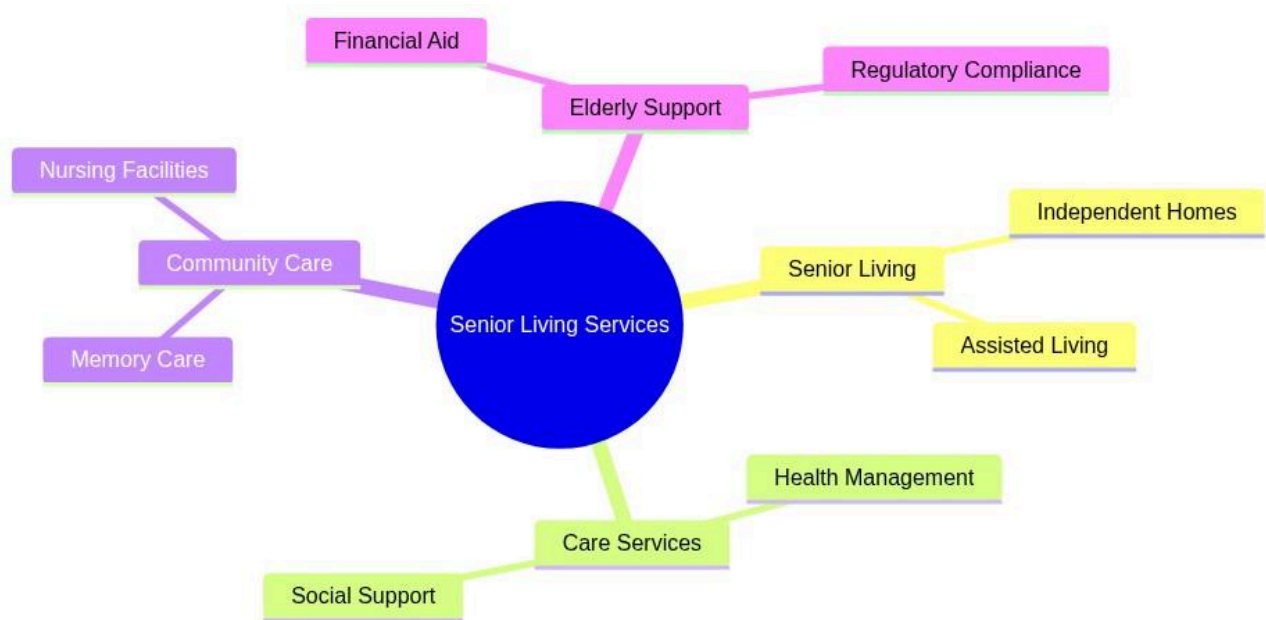 Financial Aid
Regulatory Compliance
Elderly Support
Nursing Facilities
Independent Homes
Community Care
Senior Living
Senior Living Services
Memory Care
Assisted Living
Health Management
Care Services
Social Support